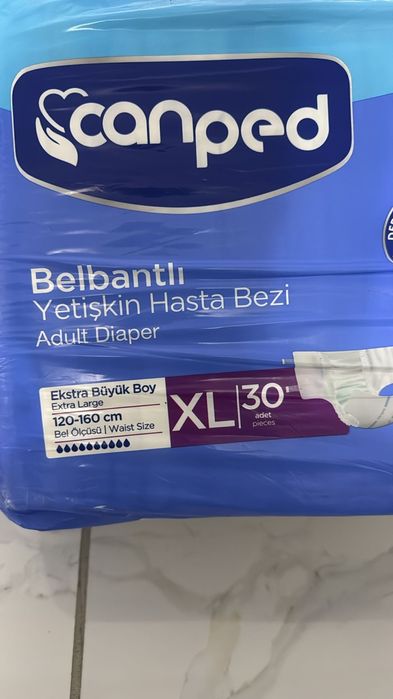 canped
Belbantlı
Yetişkin Hasta Bezi
Adult Diaper
Ekstra Büyük Boy
Extra Large
120-160 cm
Bel Ölçüsü | Waist Size
XL
30
adet
pieces